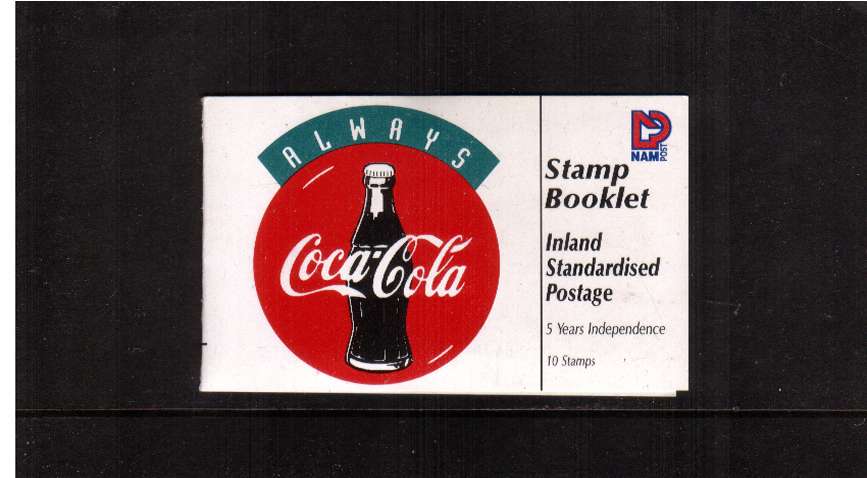 ALWAYS
Coca-Cola
NAM
POST
Stamp
Booklet
Inland
Standardised
Postage
5 Years Independence
10 Stamps